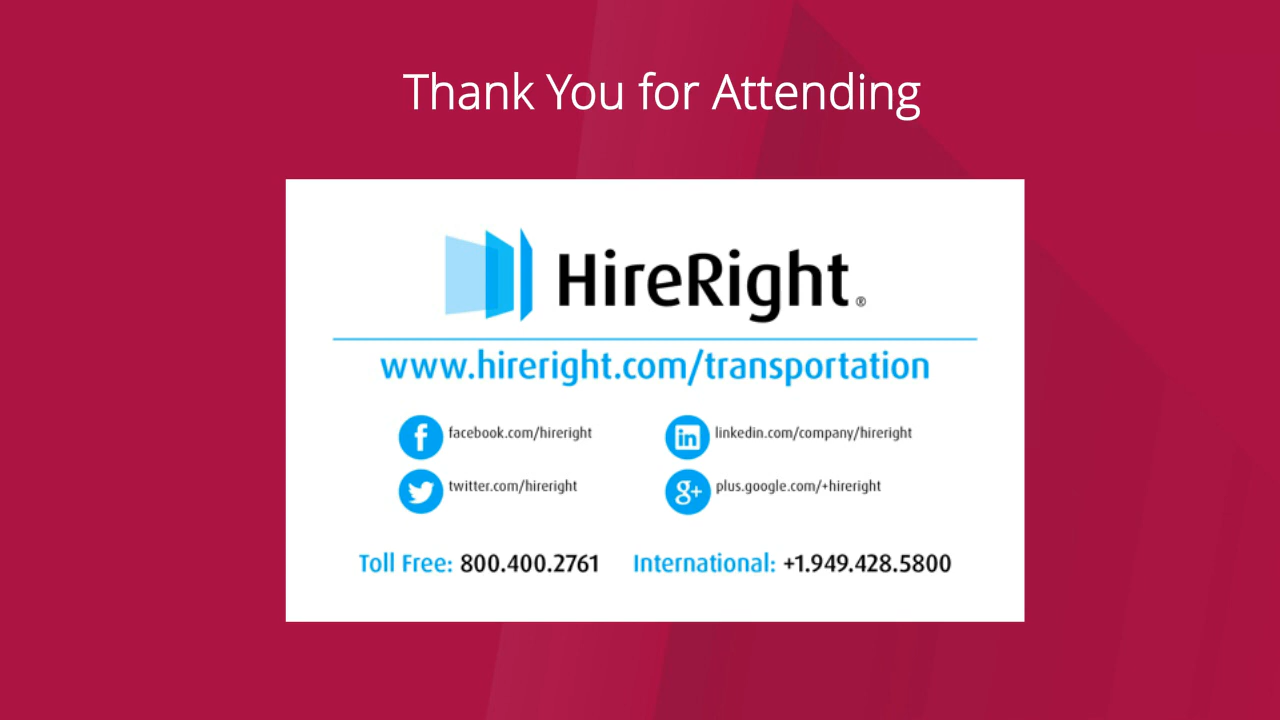 Thank You for Attending
HireRight®
www.hireright.com/transportation
facebook.com/hireright
linkedin.com/company/hireright
twitter.com/hireright
plus.google.com/+hireright
Toll Free: 800.400.2761
International: +1.949.428.5800